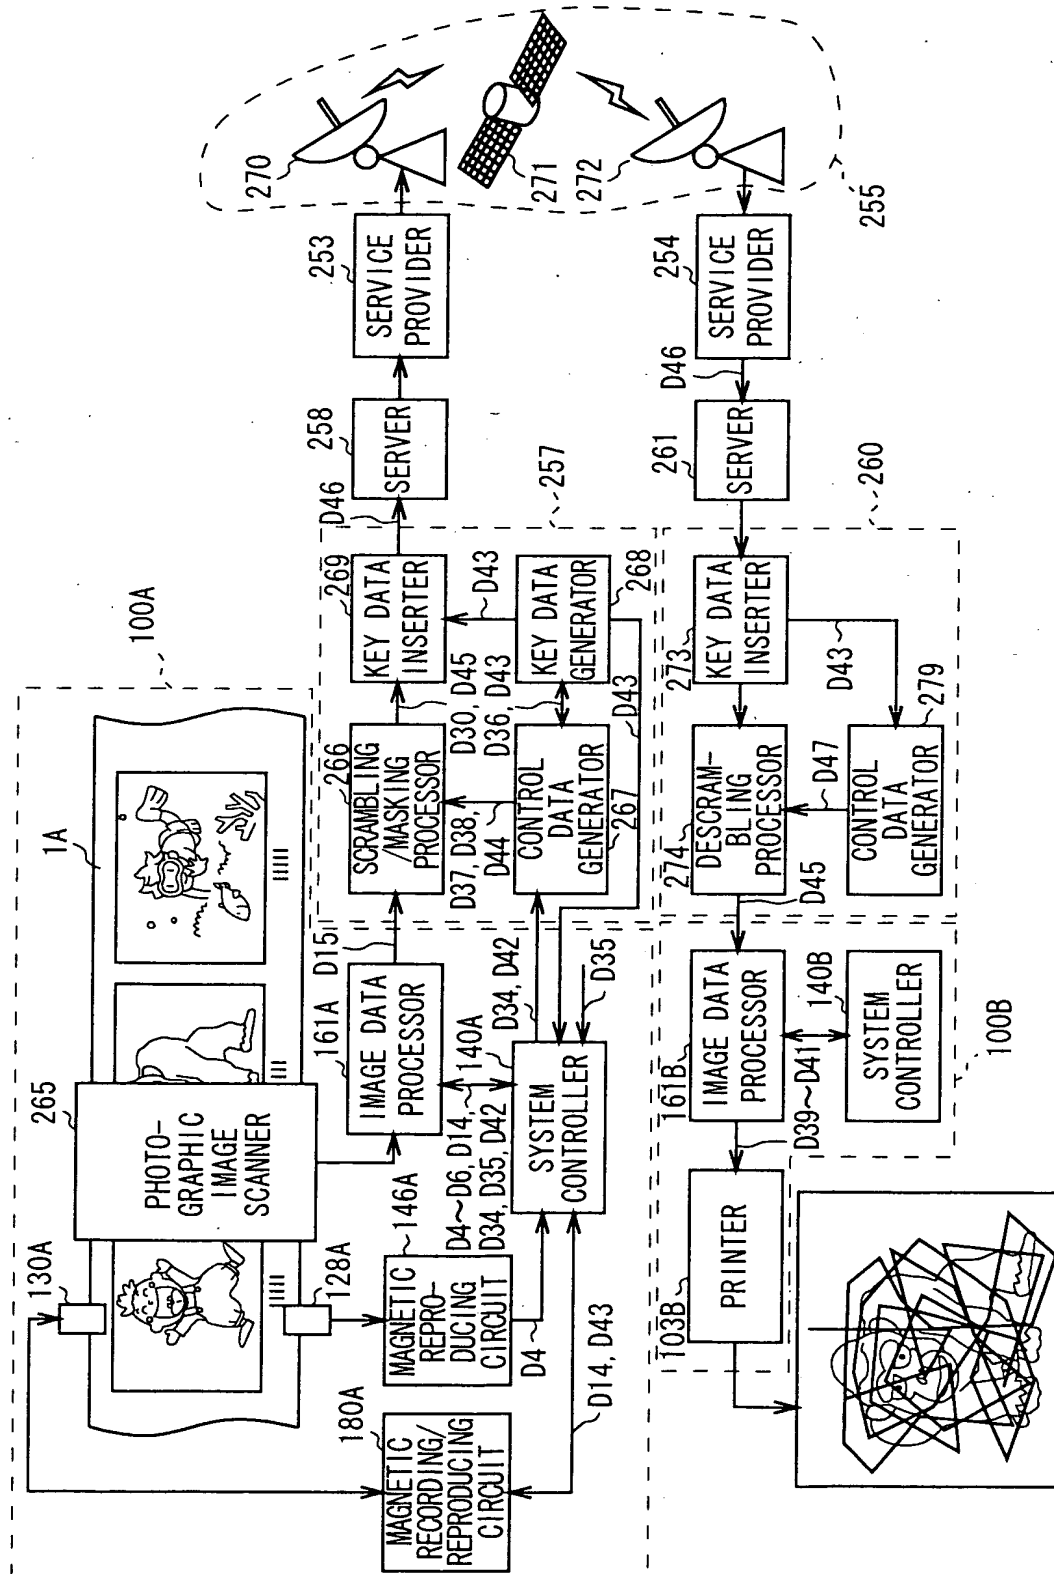 100A
130A
265
1A
PHOTO-
GRAPHIC
IMAGE
SCANNER
128A
180A
MAGNETIC
RECORDING/
REPRODUCING
CIRCUIT
146A
MAGNETIC
REPRO-
DUCING
CIRCUIT
D4
D14, D43
161A
IMAGE DATA
PROCESSOR
D15
D4~D6, D14,
D34, D35, D42
140A
SYSTEM
CONTROLLER
D34, D42
D35
266
SCRAMBLING
/MASKING
PROCESSOR
D37, D38,
D44
CONTROL
DATA
GENERATOR
267
D30, D45
D36, D43
269
KEY DATA
INSERTER
D43
KEY DATA
GENERATOR
268
D43
257
D46
258
SERVER
253
SERVICE
PROVIDER
270
271
272
255
254
SERVICE
PROVIDER
D46
261
SERVER
260
273
KEY DATA
INSERTER
D43
274
DESCRAM-
BLING
PROCESSOR
D47
279
CONTROL
DATA
GENERATOR
D45
161B
IMAGE DATA
PROCESSOR
140B
SYSTEM
CONTROLLER
100B
D39~D41
103B
PRINTER